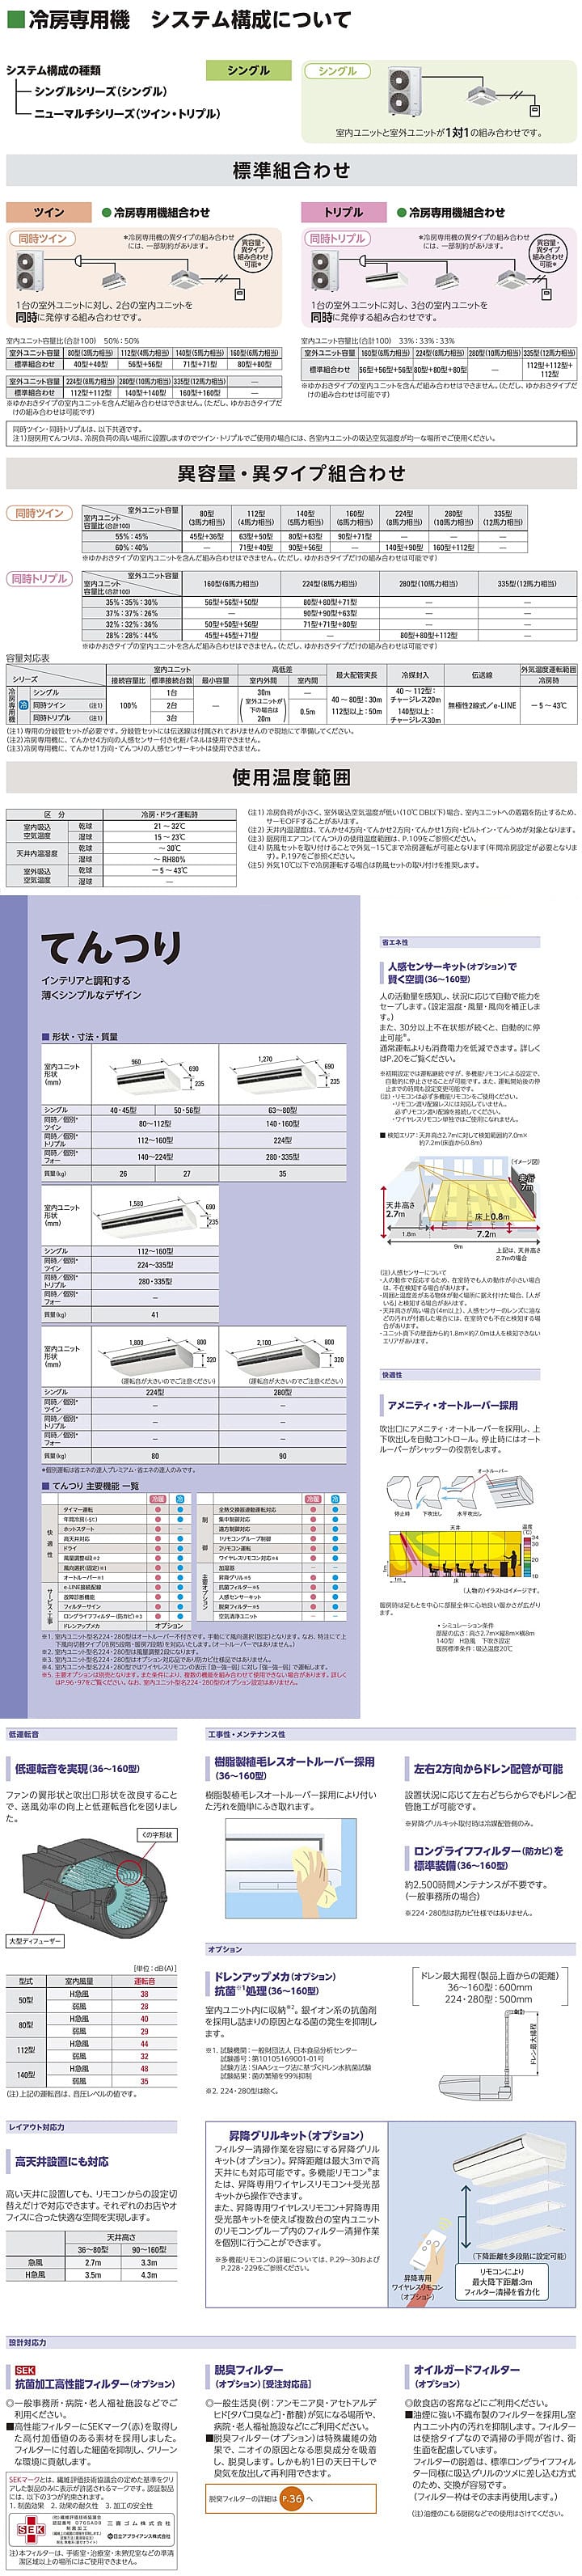 冷房専用機 システム構成について
システム構成の種類
シングルシリーズ(シングル)
ニューマルチシリーズ(ツイン・トリプル)
シングル
シングル
室内ユニットと室外ユニットが1対1の組み合わせです。
標準組合わせ
ツイン ●冷房専用機組合わせ
同時ツイン
※冷房専用機の異タイプの組み合わせには、一部制約があります。
異容量・異タイプ組み合わせ可能※
1台の室外ユニットに対し、2台の室内ユニットを
同時に発停する組み合わせです。
トリプル ●冷房専用機組合わせ
同時トリプル
※冷房専用機の異タイプの組み合わせには、一部制約があります。
異容量・異タイプ組み合わせ可能※
1台の室外ユニットに対し、3台の室内ユニットを
同時に発停する組み合わせです。
室内ユニット容量比(合計100) 50%:50%
室外ユニット容量 80型(3馬力相当) 112型(4馬力相当) 140型(5馬力相当) 160型(6馬力相当)
標準組合わせ 40型+40型 56型+56型 71型+71型 80型+80型
室外ユニット容量 224型(8馬力相当) 280型(10馬力相当) 335型(12馬力相当) —
標準組合わせ 112型+112型 140型+140型 160型+160型 —
※ゆかおきタイプの室内ユニットを含んだ組み合わせはできません。(ただし、ゆかおきタイプだけの組み合わせは可能です)
室内ユニット容量比(合計100) 33%:33%:33%
室外ユニット容量 160型(6馬力相当) 224型(8馬力相当) 280型(10馬力相当) 335型(12馬力相当)
標準組合わせ 56型+56型+56型 80型+80型+80型 — 112型+112型+112型
※ゆかおきタイプの室内ユニットを含んだ組み合わせはできません。(ただし、ゆかおきタイプだけの組み合わせは可能です)
同時ツイン・同時トリプルは、以下共通です。
注1)厨房用てんつりは、冷房負荷の高い場所に設置しますのでツイン・トリプルでご使用の場合には、各室内ユニットの吸込空気温度が均一な場所でご使用ください。
異容量・異タイプ組合わせ
同時ツイン
室外ユニット容量 室内ユニット容量比(合計100) 80型(3馬力相当) 112型(4馬力相当) 140型(5馬力相当) 160型(6馬力相当) 224型(8馬力相当) 280型(10馬力相当) 335型(12馬力相当)
55%:45% 45型+36型 63型+50型 80型+63型 90型+71型 — — —
60%:40% — 71型+40型 90型+56型 — 140型+90型 160型+112型 —
※ゆかおきタイプの室内ユニットを含んだ組み合わせはできません。(ただし、ゆかおきタイプだけの組み合わせは可能です)
同時トリプル
室外ユニット容量 室内ユニット容量比(合計100) 160型(6馬力相当) 224型(8馬力相当) 280型(10馬力相当) 335型(12馬力相当)
35%:35%:30% 56型+56型+50型 80型+80型+71型 — —
37%:37%:26% — 90型+90型+63型 — —
32%:32%:36% 50型+50型+56型 71型+71型+80型 — —
28%:28%:44% 45型+45型+71型 — 80型+80型+112型 —
※ゆかおきタイプの室内ユニットを含んだ組み合わせはできません。(ただし、ゆかおきタイプだけの組み合わせは可能です)
容量対応表
シリーズ 室内ユニット 接続容量比 標準接続台数 最小容量 高低差 室内外間 室内間 最大配管実長 冷媒封入 伝送線 外気温度運転範囲 冷房時
冷房専用機 冷
シングル 1台
同時ツイン (注1) 2台
同時トリプル (注1) 3台
100% — 30m(室外ユニットが下の場合は20m) — 0.5m
40~80型:30m 112型以上:50m
40~112型:チャージレス20m 140型以上:チャージレス30m
無極性2線式/e-LINE −5~43℃
(注1)専用の分岐管セットが必要です。分岐管セットには伝送線は付属されておりませんので現地にて準備してください。
(注2)冷房専用機に、てんかせ4方向の人感センサー付き化粧パネルは使用できません。
(注3)冷房専用機に、てんかせ1方向・てんつりの人感センサーキットは使用できません。
使用温度範囲
区 分 冷房・ドライ運転時
室内吸込空気温度 乾球 21~32℃
湿球 15~23℃
天井内温湿度 乾球 ~30℃
湿球 ~RH80%
室外吸込空気温度 乾球 −5~43℃
湿球 —
(注1)冷房負荷が小さく、室外吸込空気温度が低い(10℃DB以下)場合、室内ユニットへの着霜を防止するため、サーモOFFすることがあります。
(注2)天井内温湿度は、てんかせ4方向・てんかせ2方向・てんかせ1方向・ビルトイン・てんうめが対象となります。
(注3)厨房用エアコン(てんつり)の使用温度範囲は、P.109をご参照ください。
(注4)防風セットを取り付けることで室外−15℃まで冷房運転が可能となります(年間冷房設定が必要となります)。P.197をご参照ください。
(注5)外気10℃以下で冷房運転する場合は防風セットの取り付けを推奨します。
てんつり
インテリアと調和する
薄くシンプルなデザイン
■形状・寸法・質量
室内ユニット形状(mm) 960 690 235 1,270 690 235
シングル 40・45型 50・56型 63~80型
同時/個別*ツイン 80~112型 140・160型
同時/個別*トリプル 112~160型 224型
同時/個別*フォー 140~224型 280・335型
質量(kg) 26 27 35
室内ユニット形状(mm) 1,580 690 235
シングル 112~160型
同時/個別*ツイン 224~335型
同時/個別*トリプル 280・335型
同時/個別*フォー —
質量(kg) 41
室内ユニット形状(mm) 1,800 800 320 2,100 800 320
(運転音が大きいのでご注意ください) (運転音が大きいのでご注意ください)
シングル 224型 280型
同時/個別*ツイン — —
同時/個別*トリプル — —
同時/個別*フォー — —
質量(kg) 80 90
*個別運転は省エネの達人プレミアム・省エネの達人のみです。
■てんつり 主要機能 一覧
冷暖 冷 冷暖 冷
快適性
タイマー運転
年間冷房(-5℃)
ホットスタート
高天井対応
ドライ
風量調整4段※2
風向選択(固定)※1
オートルーバー※1
サービス・工事
e-LINE接続配線
故障診断機能
フィルターサイン
ロングライフフィルター(防カビ)※3
ドレンアップメカ オプション
制御
全熱交換器連動運転対応
集中制御対応
遠方制御対応
1リモコングループ制御
2リモコン運転
ワイヤレスリモコン対応※4
主要オプション
加湿器
昇降グリル※5
抗菌フィルター※5
人感センサーキット
脱臭フィルター※5
空気清浄ユニット
※1. 室内ユニット型名224・280型はオートルーバー不付き仕様となります。手動にて風向選択(固定)となります。なお、特注にて上下風向切替タイプ(冷房5段階・暖房7段階)を対応いたします。(オートルーバーではありません。)
※2. 室内ユニット型名224・280型は風量調整2段になります。
※3. 室内ユニット型名224・280型はオプション対応品であり防カビ仕様品ではありません。
※4. 室内ユニット型名224・280型ではワイヤレスリモコンの表示「急⇔強⇔弱」に対し「強⇔強⇔弱」で運転します。
※5. 主要オプションは別売となります。また条件により、複数の機能を組み合わせて使用できない場合があります。詳しくはP.96・97をご覧ください。なお、室内ユニット型名224・280型のオプション設定はありません。
省エネ性
人感センサーキット(オプション)で
賢く空調(36~160型)
人の活動量を感知し、状況に応じて自動で能力をセーブします。(設定温度・風量・風向を補正します。)
また、30分以上不在状態が続くと、自動的に停止可能※。
通常運転よりも消費電力を低減できます。詳しくはP.20をご覧ください。
※初期設定では運転継続ですが、多機能リモコンによる設定で、自動的に停止させることが可能です。また、運転開始後の停止までの時間も設定変更可能です。
(注)・リモコンは必ず多機能リモコンをご使用ください。
・リモコン渡り配線レスには対応していません。
必ずリモコン渡り配線を接続してください。
・ワイヤレスリモコン単独ではご使用になれません。
■検知エリア:天井高さ2.7mに対して検知範囲約7.0m×約7.2m(床面から0.8m)
(イメージ図)
天井高さ2.7m
奥行7m
床上0.8m
1.8m 7.2m
9m
上記は、天井高さ2.7mの場合
(注)人感センサーについて
・人の動作で反応するため、在室時でも人の動作が小さい場合は、不在検知する場合があります。
・周囲と温度差がある物体が動く場所に据え付けた場合、「人がいる」と検知する場合があります。
・天井高さが高い場合(4m以上)、人感センサーのレンズに油などの汚れが付着した場合には、在室時でも不在と検知する場合があります。
・ユニット直下の壁面から約1.8m×約7.0mは人を検知できないエリアがあります。
快適性
アメニティ・オートルーバー採用
吹出口にアメニティ・オートルーバーを採用し、上下吹出しを自動コントロール。停止時にはオートルーバーがシャッターの役割をします。
オートルーバー
停止時 下吹出し 水平吹出し
天井 温度(℃) 34 30 20 10
1m 1m 床
(人物の)イラストはイメージです。
暖房時は足もとを中心に部屋全体に心地良い暖かさが広がります。
・シミュレーション条件
部屋の広さ:高さ2.7m×縦8m×横8m
140型 H急風 下吹き設定
暖房標準条件:吸込温度20℃
低運転音
低運転音を実現(36~160型)
ファンの翼形状と吹出口形状を改良することで、送風効率の向上と低運転音化を図りました。
くの字形状
大型ディフューザー
[単位:dB(A)]
型式 室内風量 運転音
50型 H急風 38
弱風 28
80型 H急風 40
弱風 29
112型 H急風 44
弱風 32
140型 H急風 48
弱風 35
(注)上記の運転音は、音圧レベルの値です。
工事性・メンテナンス性
樹脂製植毛レスオートルーバー採用
(36~160型)
樹脂製植毛レスオートルーバー採用により付いた汚れを簡単にふき取れます。
左右2方向からドレン配管が可能
設置状況に応じて左右どちらからでもドレン配管施工が可能です。
※昇降グリルキット取付時は冷媒配管側のみ。
ロングライフフィルター(防カビ)を
標準装備(36~160型)
約2,500時間メンテナンスが不要です。
(一般事務所の場合)
※224・280型は防カビ仕様ではありません。
オプション
ドレンアップメカ(オプション)
抗菌※1処理(36~160型)
室内ユニット内に収納※2。銀イオン系の抗菌剤を採用し詰まりの原因となる菌の発生を抑制します。
※1. 試験機関:一般財団法人 日本食品分析センター
試験番号:第10105169001-01号
試験方法:SIAAシェーク法に基づくドレン水抗菌試験
試験結果:菌の繁殖を99%抑制
※2. 224・280型は除く。
ドレン最大揚程(製品上面からの距離)
36~160型:600mm
224・280型:500mm
ドレン最大揚程
レイアウト対応力
高天井設置にも対応
高い天井に設置しても、リモコンからの設定切替えだけで対応できます。それぞれのお店やオフィスに合った快適な空間を実現します。
天井高さ
36~80型 90~160型
急風 2.7m 3.3m
H急風 3.5m 4.3m
昇降グリルキット(オプション)
フィルター清掃作業を容易にする昇降グリルキット(オプション)。昇降距離は最大3mで高天井にも対応可能です。多機能リモコン※または、昇降専用ワイヤレスリモコン+受光部キットから操作できます。
また、昇降専用ワイヤレスリモコン+昇降専用受光部キットを使えば複数台の室内ユニットのリモコングループ内のフィルター清掃作業を個別に行うことができます。
※多機能リモコンの詳細については、P.29~30およびP.228・229をご参照ください。
(下降距離を多段階に設定可能)
昇降専用ワイヤレスリモコン(オプション)
リモコンにより
最大降下距離:3m
フィルター清掃を省力化
設計対応力
SEK
抗菌加工高性能フィルター(オプション)
◎一般事務所・病院・老人福祉施設などでご利用ください。
■高性能フィルターにSEKマーク(赤)を取得した高付加価値のある素材を採用しました。フィルターに付着した細菌を抑制し、クリーンな環境に貢献します。
SEKマークとは、繊維評価技術協議会の定めた基準をクリアした製品のみに表示が許諾されるマークです。認証製品には、以下の3つが約束されます。
1. 制菌効果 2. 効果の耐久性 3. 加工の安全性
SEK
三喜ゴム株式会社
日立アプライアンス株式会社
注)本フィルターは、手術室・治療室・未熟児室などの準清潔区域以上の場所にはご使用できません。
脱臭フィルター
(オプション)[受注対応品]
◎一般生活臭(例:アンモニア臭・アセトアルデヒド[タバコ臭など]・酢酸)が気になる場所や、病院・老人福祉施設などにご利用ください。
■脱臭フィルター(オプション)は特殊繊維の効果で、ニオイの原因となる悪臭成分を吸着し、脱臭します。しかも約1日の天日干しで臭気を放出して再利用できます。
脱臭フィルターの詳細は P.36 へ
オイルガードフィルター
(オプション)
◎飲食店の客席などにご利用ください。
■油煙に強い不織布製のフィルターを採用し室内ユニット内の汚れを抑制します。フィルターは使捨タイプなので清掃の手間が省け、衛生面を配慮しています。
フィルターの脱着は、標準ロングライフフィルター同様に吸込グリルのツメに差し込む方式のため、交換が容易です。
(フィルター枠はそのまま再使用します。)
(注)油煙のこもる厨房などでの使用はさけてください。